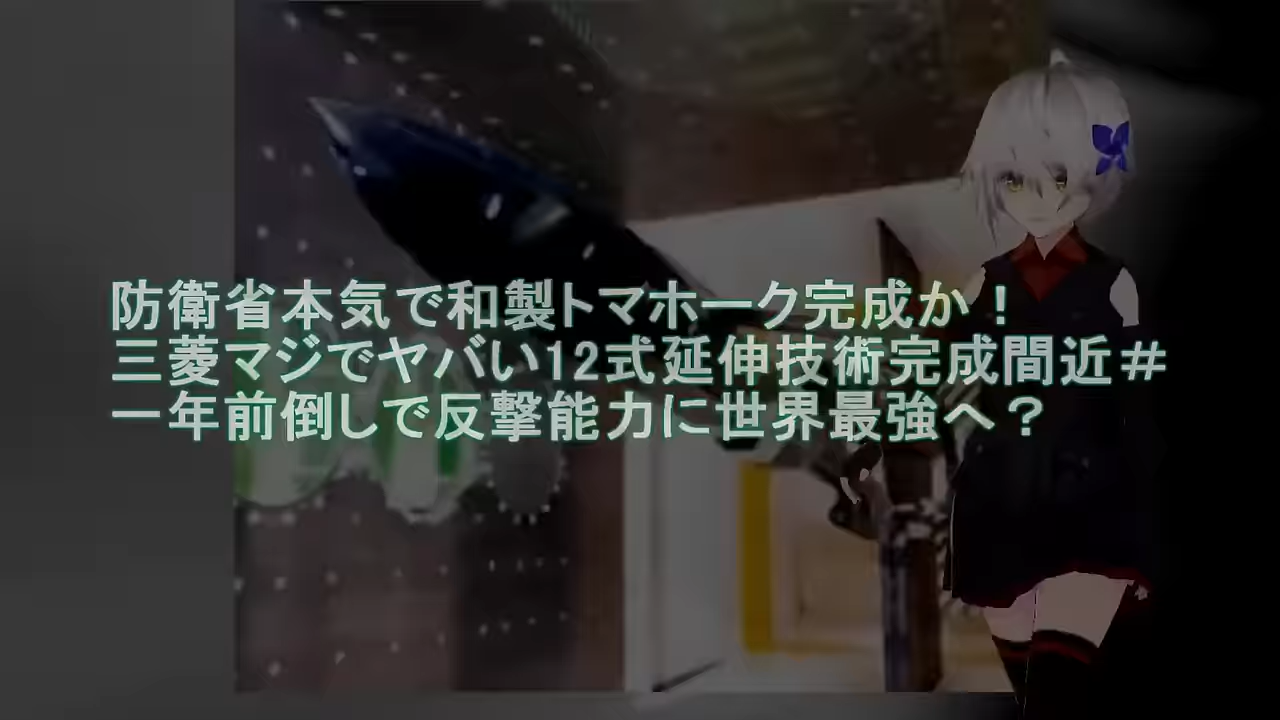 防衛省本気で和製トマホーク完成か！
三菱マジでヤバい12式延伸技術完成間近＃
一年前倒しで反撃能力に世界最強へ？